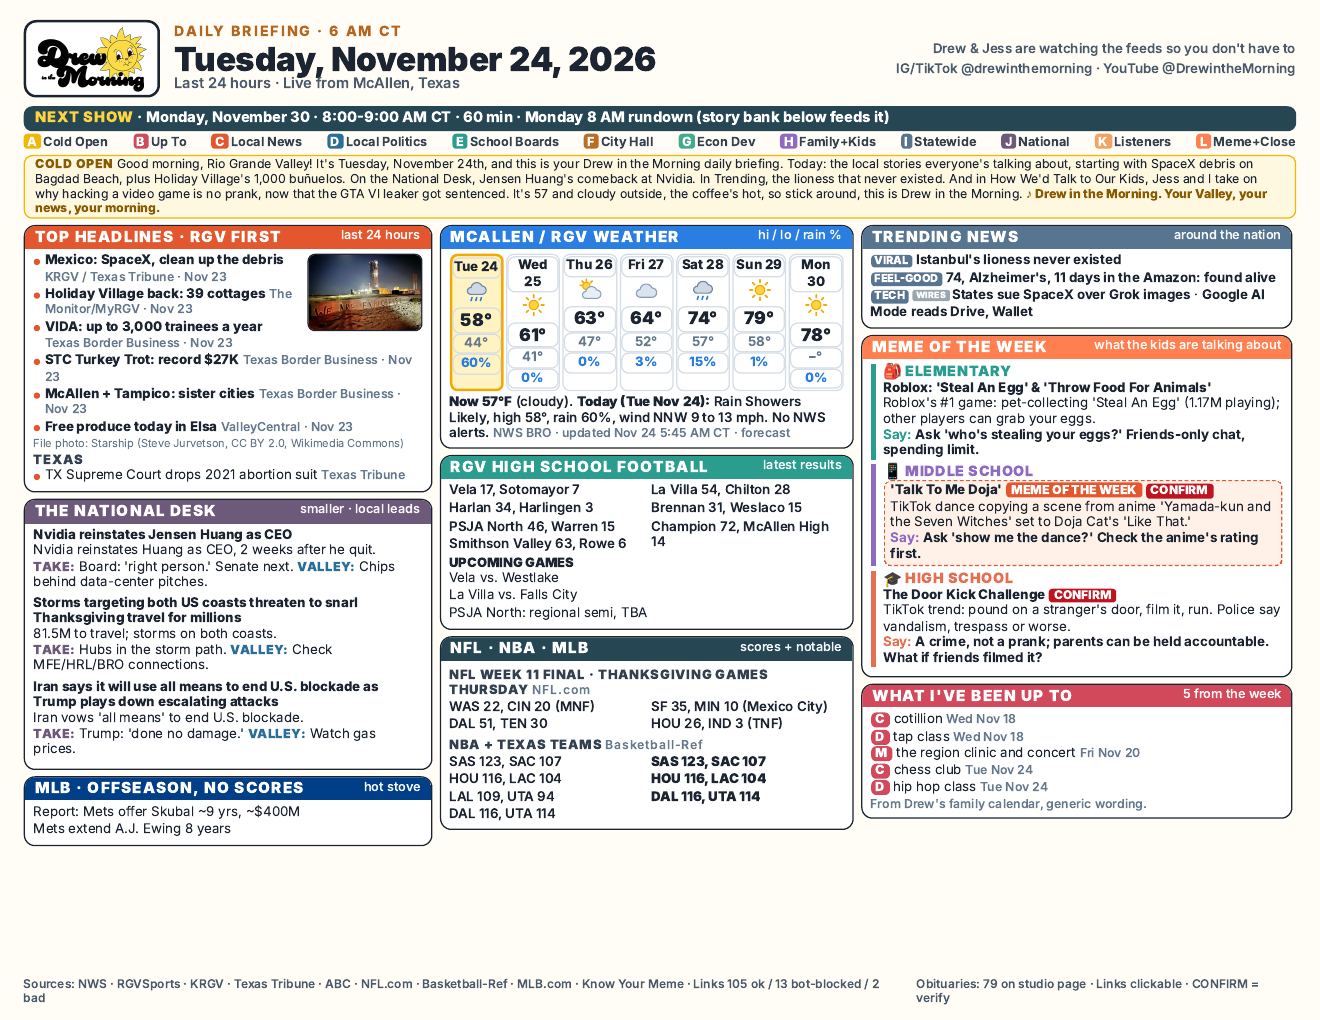 Drew
in the
Morning
DAILY BRIEFING · 6 AM CT
Tuesday, November 24, 2026
Last 24 hours · Live from McAllen, Texas
Drew & Jess are watching the feeds so you don't have to
IG/TikTok @drewinthemorning · YouTube @DrewintheMorning
NEXT SHOW · Monday, November 30 · 8:00-9:00 AM CT · 60 min · Monday 8 AM rundown (story bank below feeds it)
A Cold Open B Up To C Local News D Local Politics E School Boards F City Hall G Econ Dev H Family+Kids I Statewide J National K Listeners L Meme+Close
COLD OPEN Good morning, Rio Grande Valley! It's Tuesday, November 24th, and this is your Drew in the Morning daily briefing. Today: the local stories everyone's talking about, starting with SpaceX debris on
Bagdad Beach, plus Holiday Village's 1,000 buñuelos. On the National Desk, Jensen Huang's comeback at Nvidia. In Trending, the lioness that never existed. And in How We'd Talk to Our Kids, Jess and I take on
why hacking a video game is no prank, now that the GTA VI leaker got sentenced. It's 57 and cloudy outside, the coffee's hot, so stick around, this is Drew in the Morning. ♪ Drew in the Morning. Your Valley, your
news, your morning.
TOP HEADLINES · RGV FIRST last 24 hours
Mexico: SpaceX, clean up the debris
KRGV / Texas Tribune · Nov 23
Holiday Village back: 39 cottages The
Monitor/MyRGV · Nov 23
VIDA: up to 3,000 trainees a year
Texas Border Business · Nov 23
STC Turkey Trot: record $27K Texas Border Business · Nov
23
McAllen + Tampico: sister cities Texas Border Business ·
Nov 23
Free produce today in Elsa ValleyCentral · Nov 23
File photo: Starship (Steve Jurvetson, CC BY 2.0, Wikimedia Commons)
TEXAS
TX Supreme Court drops 2021 abortion suit Texas Tribune
THE NATIONAL DESK smaller · local leads
Nvidia reinstates Jensen Huang as CEO
Nvidia reinstates Huang as CEO, 2 weeks after he quit.
TAKE: Board: 'right person.' Senate next. VALLEY: Chips
behind data-center pitches.
Storms targeting both US coasts threaten to snarl
Thanksgiving travel for millions
81.5M to travel; storms on both coasts.
TAKE: Hubs in the storm path. VALLEY: Check
MFE/HRL/BRO connections.
Iran says it will use all means to end U.S. blockade as
Trump plays down escalating attacks
Iran vows 'all means' to end U.S. blockade.
TAKE: Trump: 'done no damage.' VALLEY: Watch gas
prices.
MLB · OFFSEASON, NO SCORES hot stove
Report: Mets offer Skubal ~9 yrs, ~$400M
Mets extend A.J. Ewing 8 years
MCALLEN / RGV WEATHER hi / lo / rain %
Tue 24
58°
44°
60%
Wed
25
61°
41°
0%
Thu 26
63°
47°
0%
Fri 27
64°
52°
3%
Sat 28
74°
57°
15%
Sun 29
79°
58°
1%
Mon
30
78°
–°
0%
Now 57°F (cloudy). Today (Tue Nov 24): Rain Showers
Likely, high 58°, rain 60%, wind NNW 9 to 13 mph. No NWS
alerts. NWS BRO · updated Nov 24 5:45 AM CT · forecast
RGV HIGH SCHOOL FOOTBALL latest results
Vela 17, Sotomayor 7
Harlan 34, Harlingen 3
PSJA North 46, Warren 15
Smithson Valley 63, Rowe 6
La Villa 54, Chilton 28
Brennan 31, Weslaco 15
Champion 72, McAllen High
14
UPCOMING GAMES
Vela vs. Westlake
La Villa vs. Falls City
PSJA North: regional semi, TBA
NFL · NBA · MLB scores + notable
NFL WEEK 11 FINAL · THANKSGIVING GAMES
THURSDAY NFL.com
WAS 22, CIN 20 (MNF)
DAL 51, TEN 30
SF 35, MIN 10 (Mexico City)
HOU 26, IND 3 (TNF)
NBA + TEXAS TEAMS Basketball-Ref
SAS 123, SAC 107
HOU 116, LAC 104
LAL 109, UTA 94
DAL 116, UTA 114
SAS 123, SAC 107
HOU 116, LAC 104
DAL 116, UTA 114
TRENDING NEWS around the nation
VIRAL Istanbul's lioness never existed
FEEL-GOOD 74, Alzheimer's, 11 days in the Amazon: found alive
TECH WIRES States sue SpaceX over Grok images · Google AI
Mode reads Drive, Wallet
MEME OF THE WEEK what the kids are talking about
ELEMENTARY
Roblox: 'Steal An Egg' & 'Throw Food For Animals'
Roblox's #1 game: pet-collecting 'Steal An Egg' (1.17M playing);
other players can grab your eggs.
Say: Ask 'who's stealing your eggs?' Friends-only chat,
spending limit.
MIDDLE SCHOOL
'Talk To Me Doja' MEME OF THE WEEK CONFIRM
TikTok dance copying a scene from anime 'Yamada-kun and
the Seven Witches' set to Doja Cat's 'Like That.'
Say: Ask 'show me the dance?' Check the anime's rating
first.
HIGH SCHOOL
The Door Kick Challenge CONFIRM
TikTok trend: pound on a stranger's door, film it, run. Police say
vandalism, trespass or worse.
Say: A crime, not a prank; parents can be held accountable.
What if friends filmed it?
WHAT I'VE BEEN UP TO 5 from the week
C cotillion Wed Nov 18
D tap class Wed Nov 18
M the region clinic and concert Fri Nov 20
C chess club Tue Nov 24
D hip hop class Tue Nov 24
From Drew's family calendar, generic wording.
Sources: NWS · RGVSports · KRGV · Texas Tribune · ABC · NFL.com · Basketball-Ref · MLB.com · Know Your Meme · Links 105 ok / 13 bot-blocked / 2
bad
Obituaries: 79 on studio page · Links clickable · CONFIRM =
verify